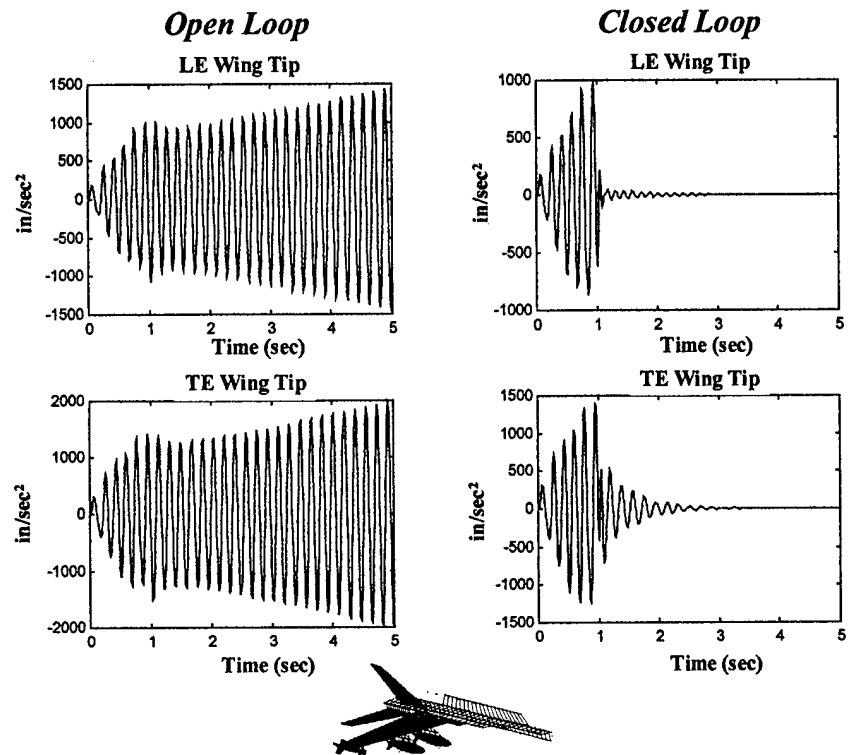 Open Loop
LE Wing Tip
1500
1000
500
0
-500
-1000
-1500
in/sec²
0 1 2 3 4 5
Time (sec)
TE Wing Tip
2000
1000
0
-1000
-2000
in/sec²
0 1 2 3 4 5
Time (sec)
Closed Loop
LE Wing Tip
1000
500
0
-500
-1000
in/sec²
0 1 2 3 4 5
Time (sec)
TE Wing Tip
1500
1000
500
0
-500
-1000
-1500
in/sec²
0 1 2 3 4 5
Time (sec)